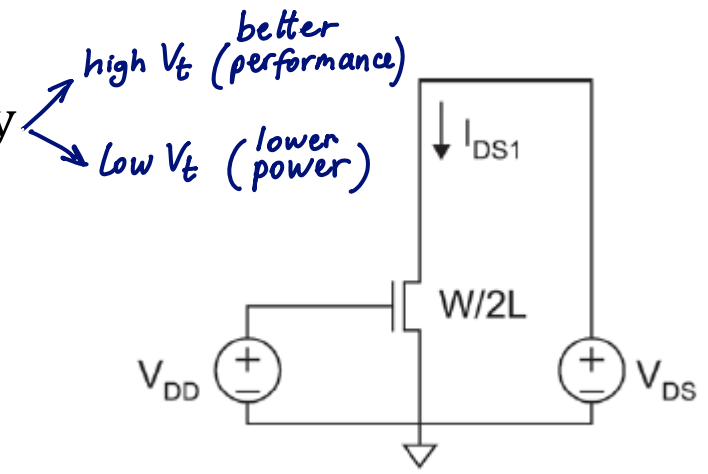 better
high Vt (performance)
y
lower
Low Vt (power)
IDS1
W/2L
VDD
VDS